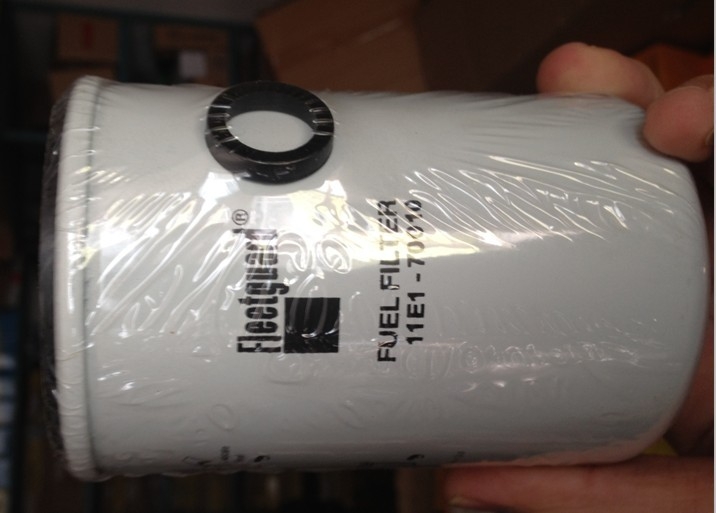 Fleetguard®
FUEL FILTER
11E1 - 70010